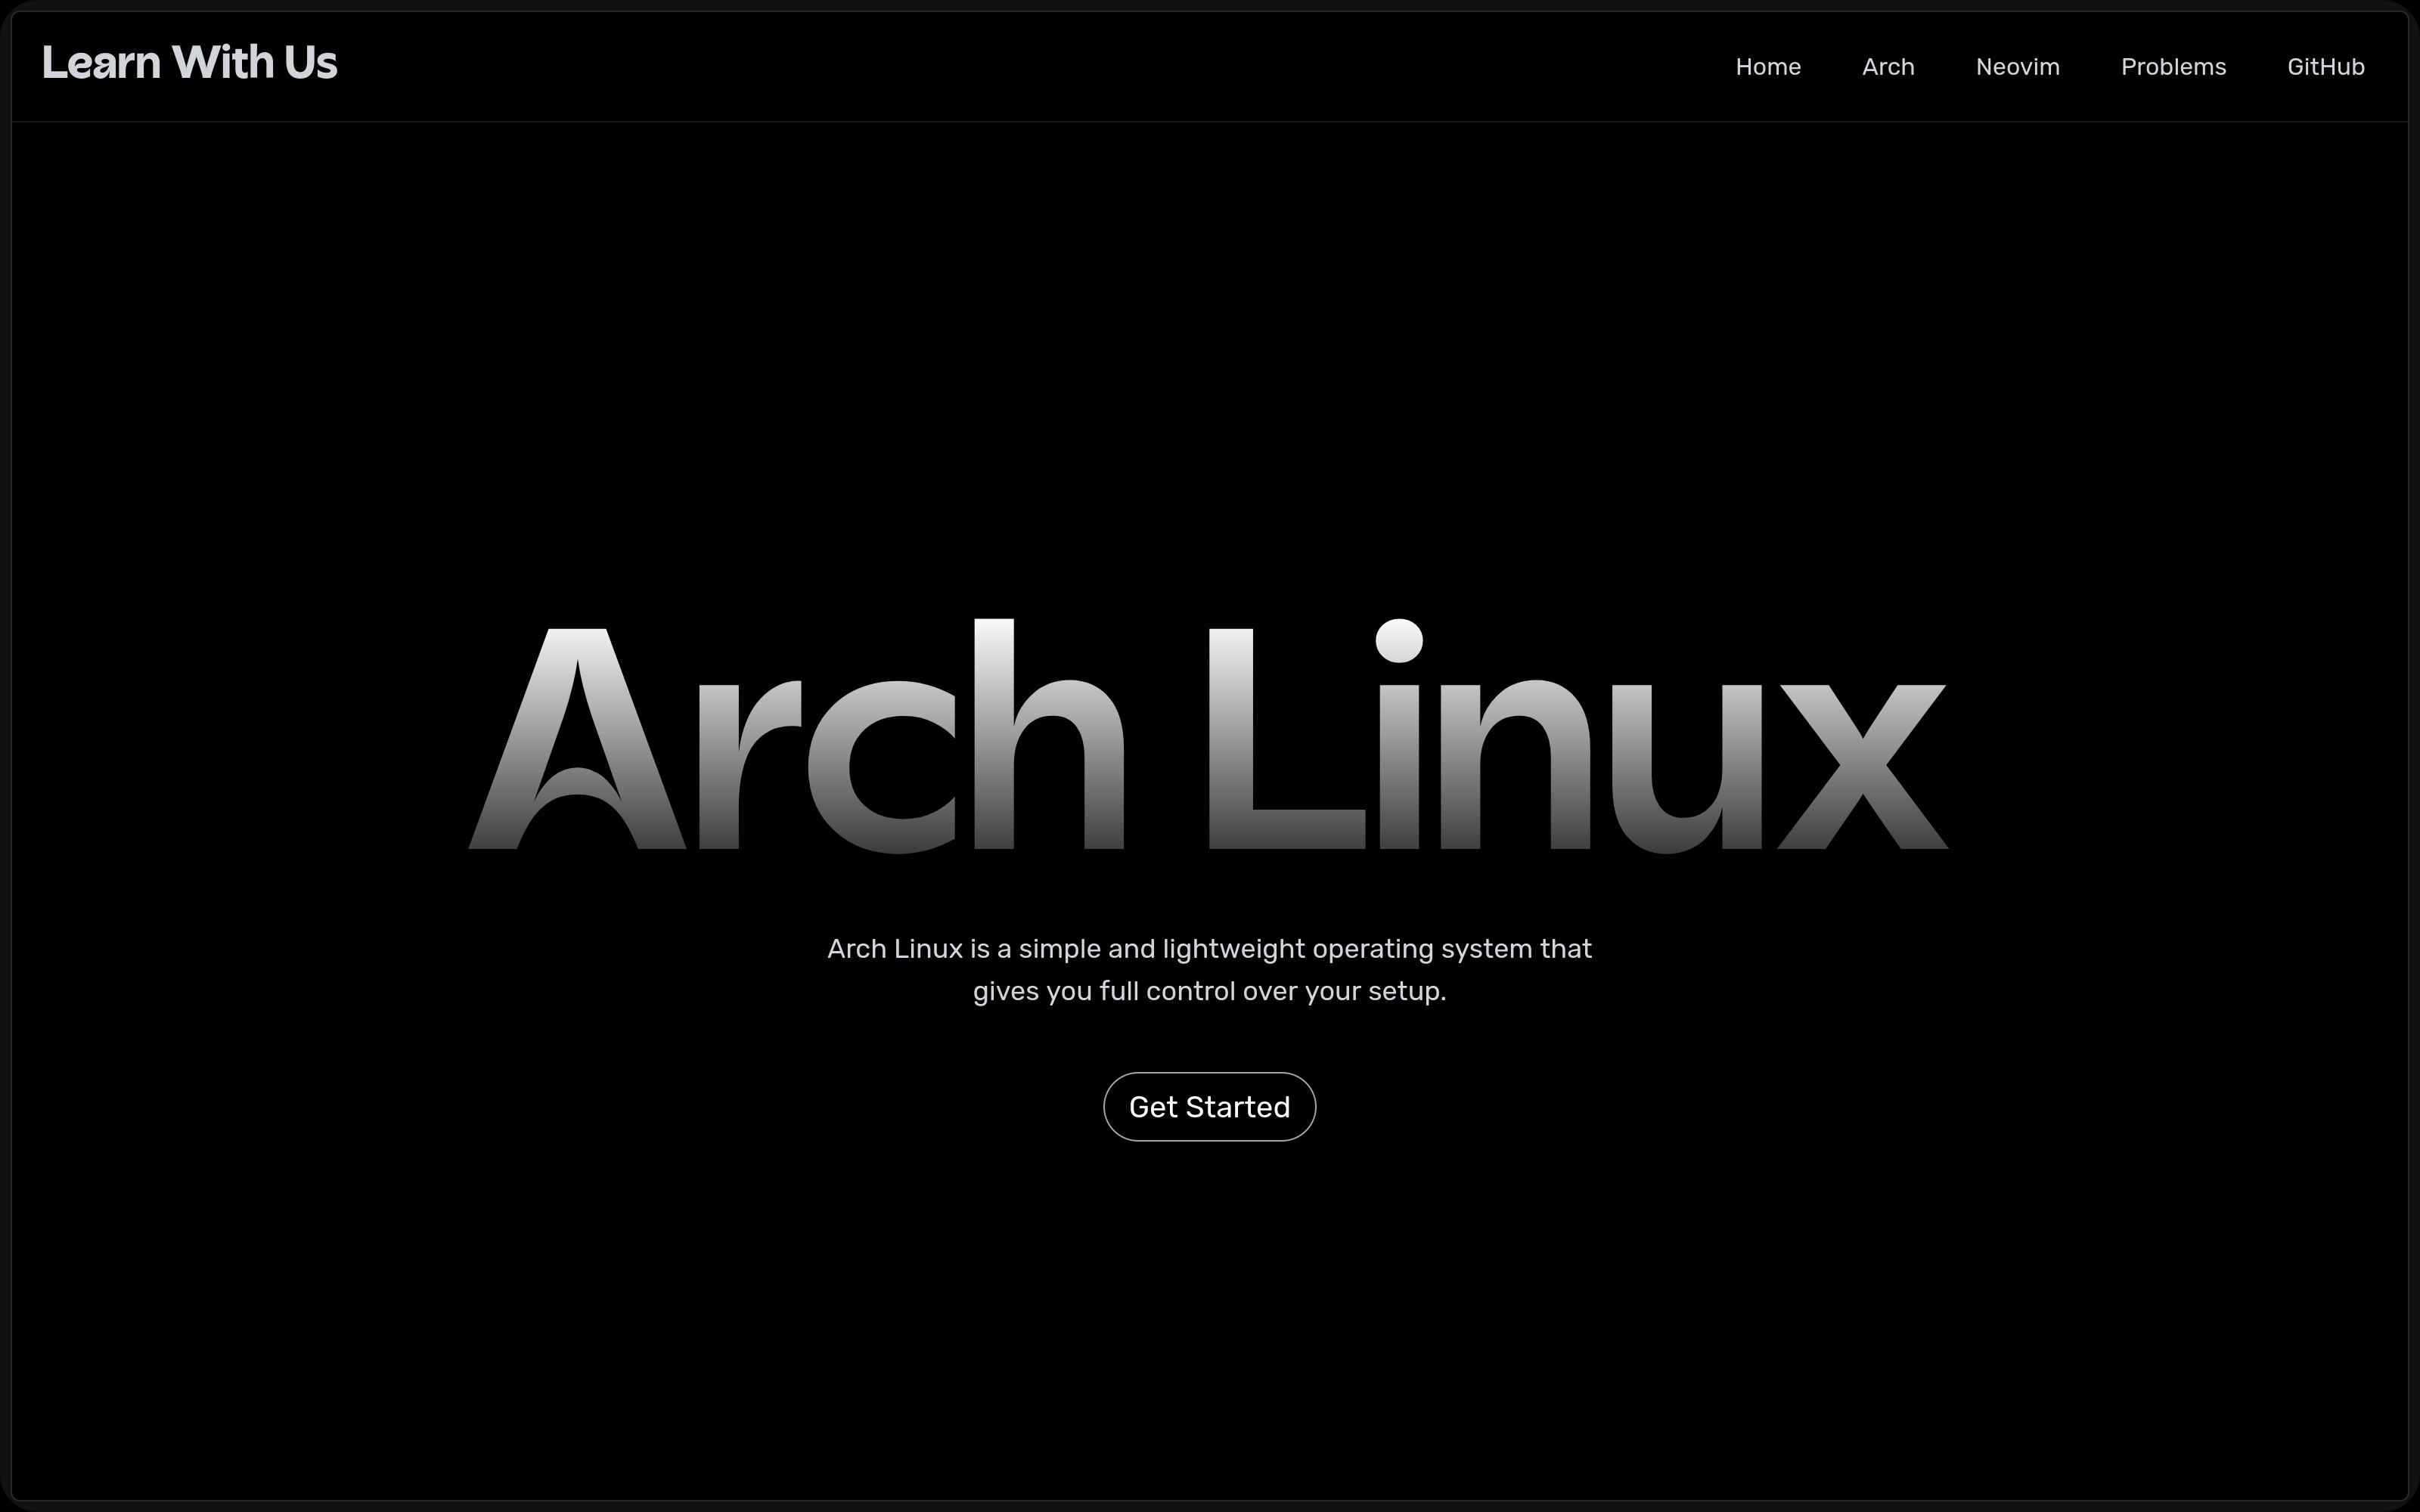 Learn With Us
Home Arch Neovim Problems GitHub
Arch Linux
Arch Linux is a simple and lightweight operating system that
gives you full control over your setup.
Get Started